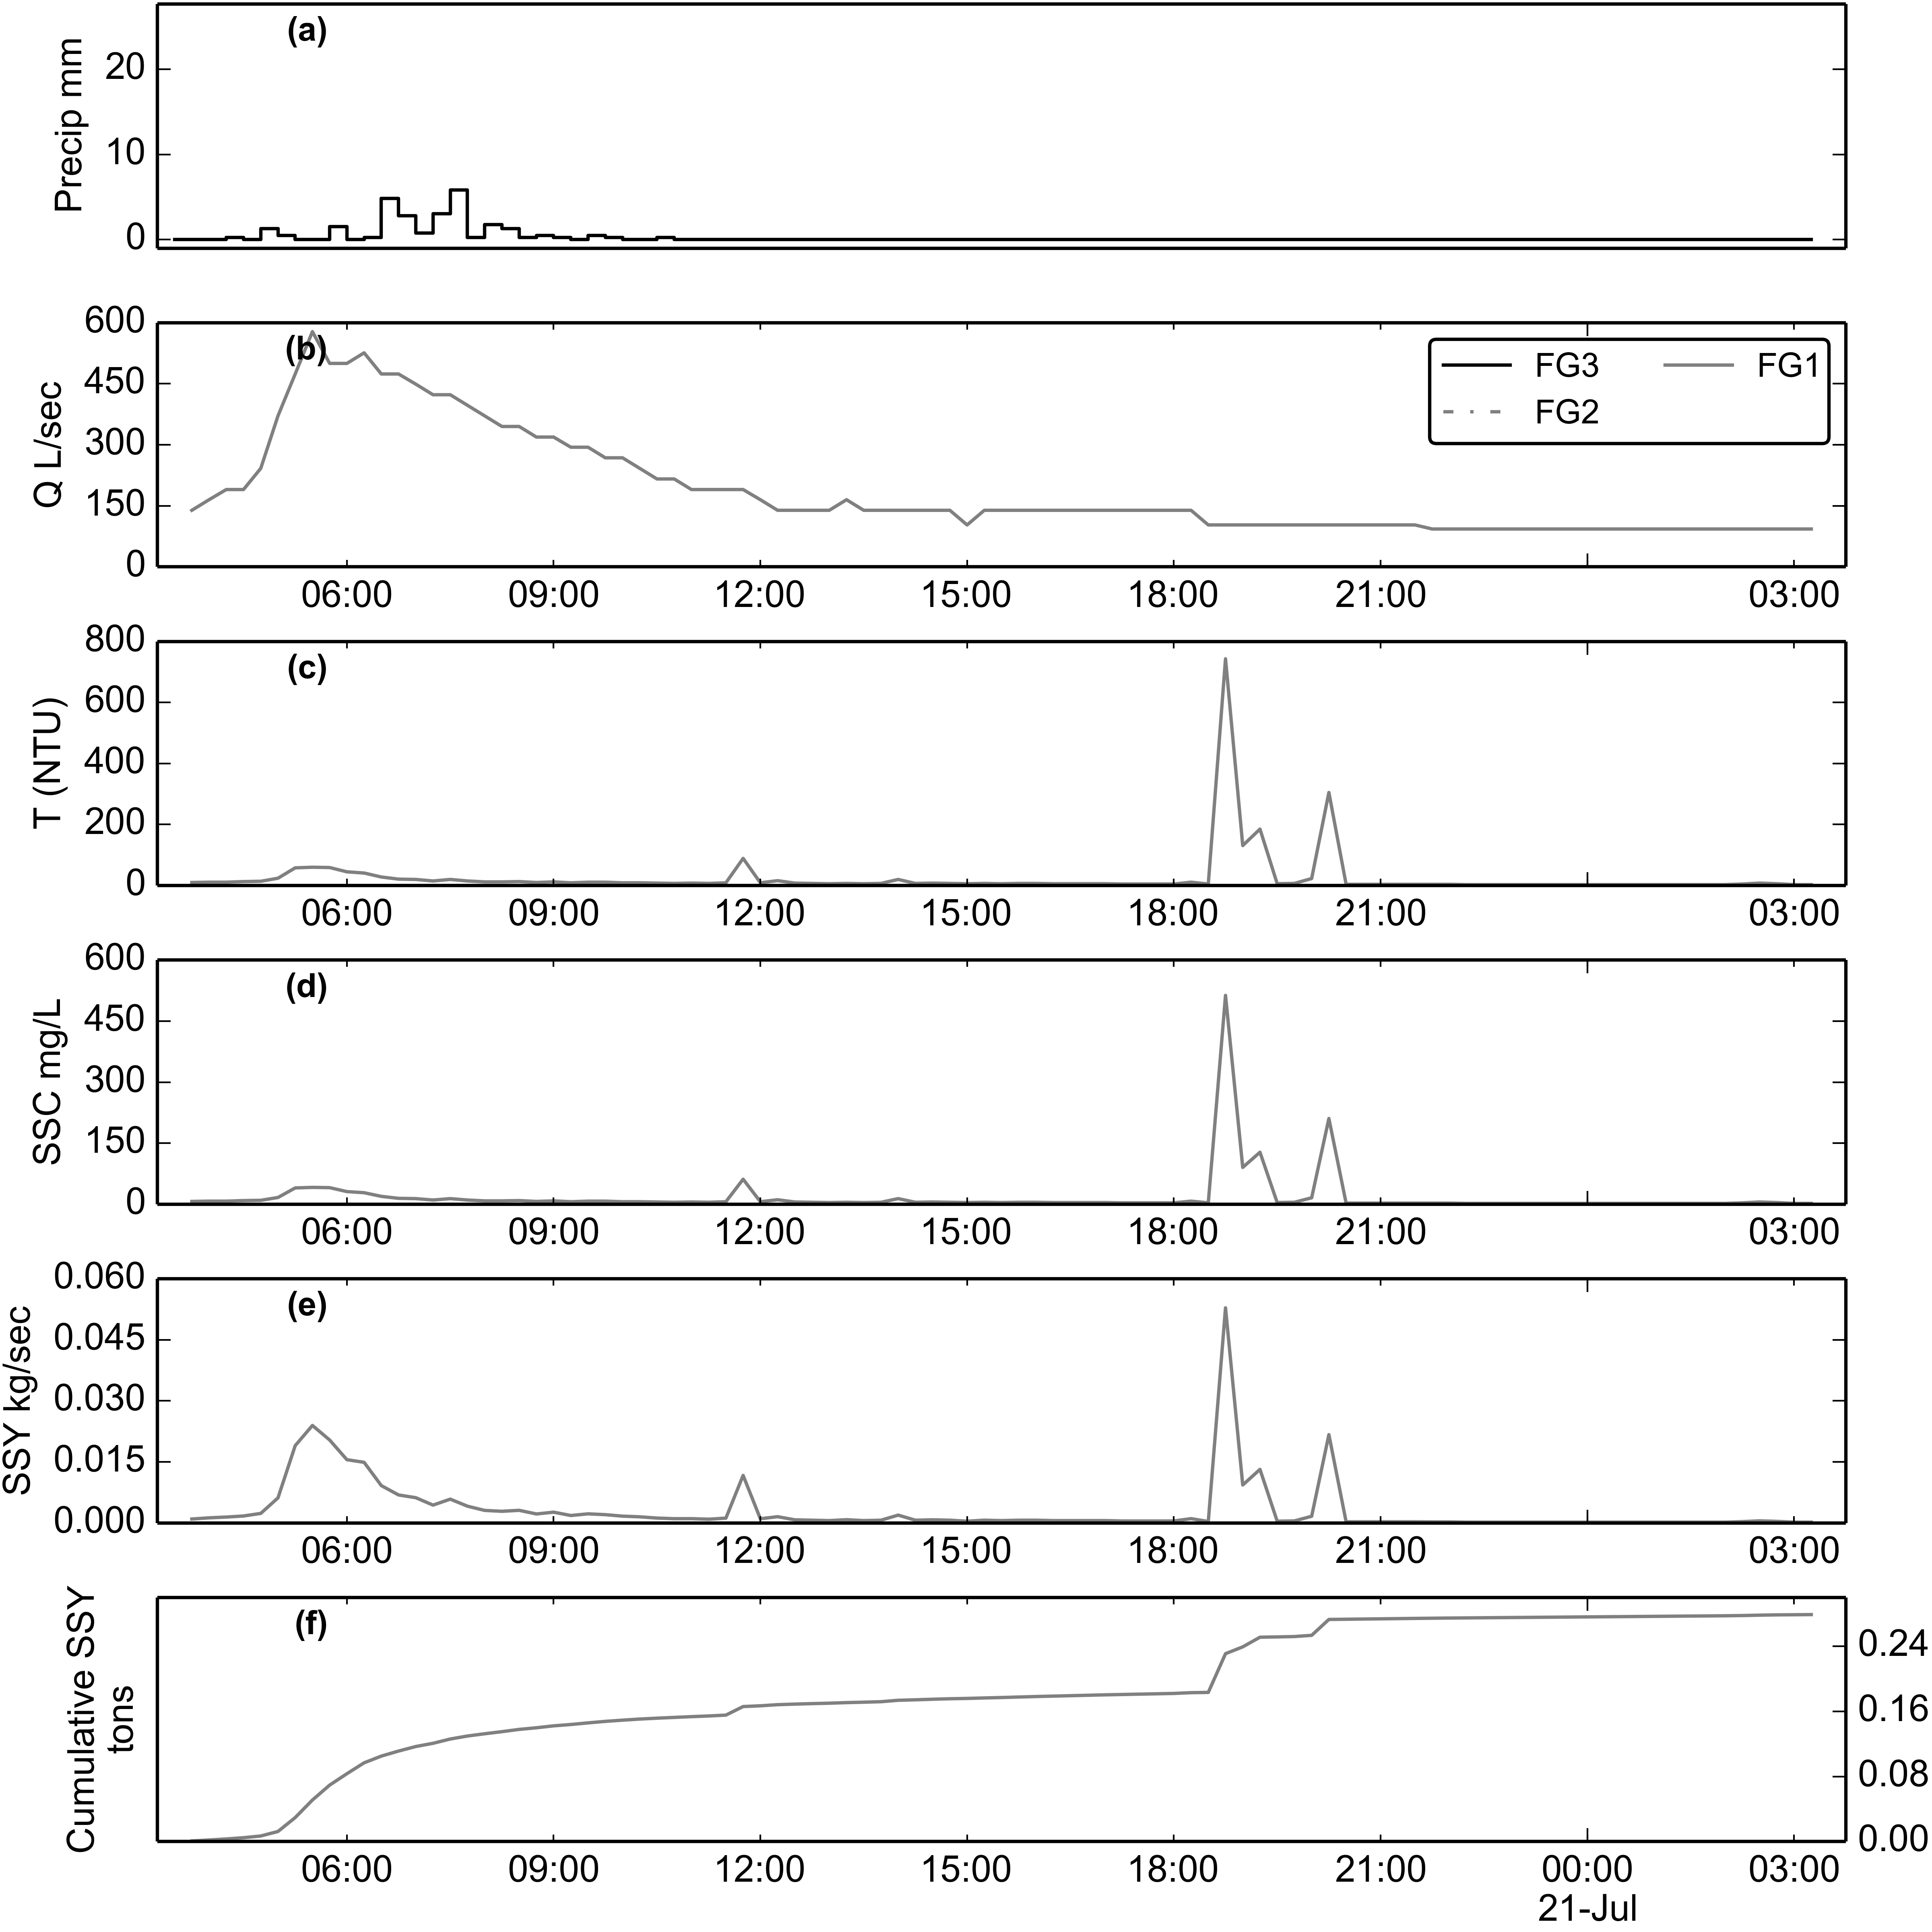 (a)
Precip mm
20
10
0
(b)
Q L/sec
600
450
300
150
0
FG3 FG1
FG2
06:00 09:00 12:00 15:00 18:00 21:00 03:00
(c)
T (NTU)
800
600
400
200
0
06:00 09:00 12:00 15:00 18:00 21:00 03:00
(d)
SSC mg/L
600
450
300
150
0
06:00 09:00 12:00 15:00 18:00 21:00 03:00
(e)
SSY kg/sec
0.060
0.045
0.030
0.015
0.000
06:00 09:00 12:00 15:00 18:00 21:00 03:00
(f)
Cumulative SSY
tons
0.24
0.16
0.08
0.00
06:00 09:00 12:00 15:00 18:00 21:00 00:00 03:00
21-Jul